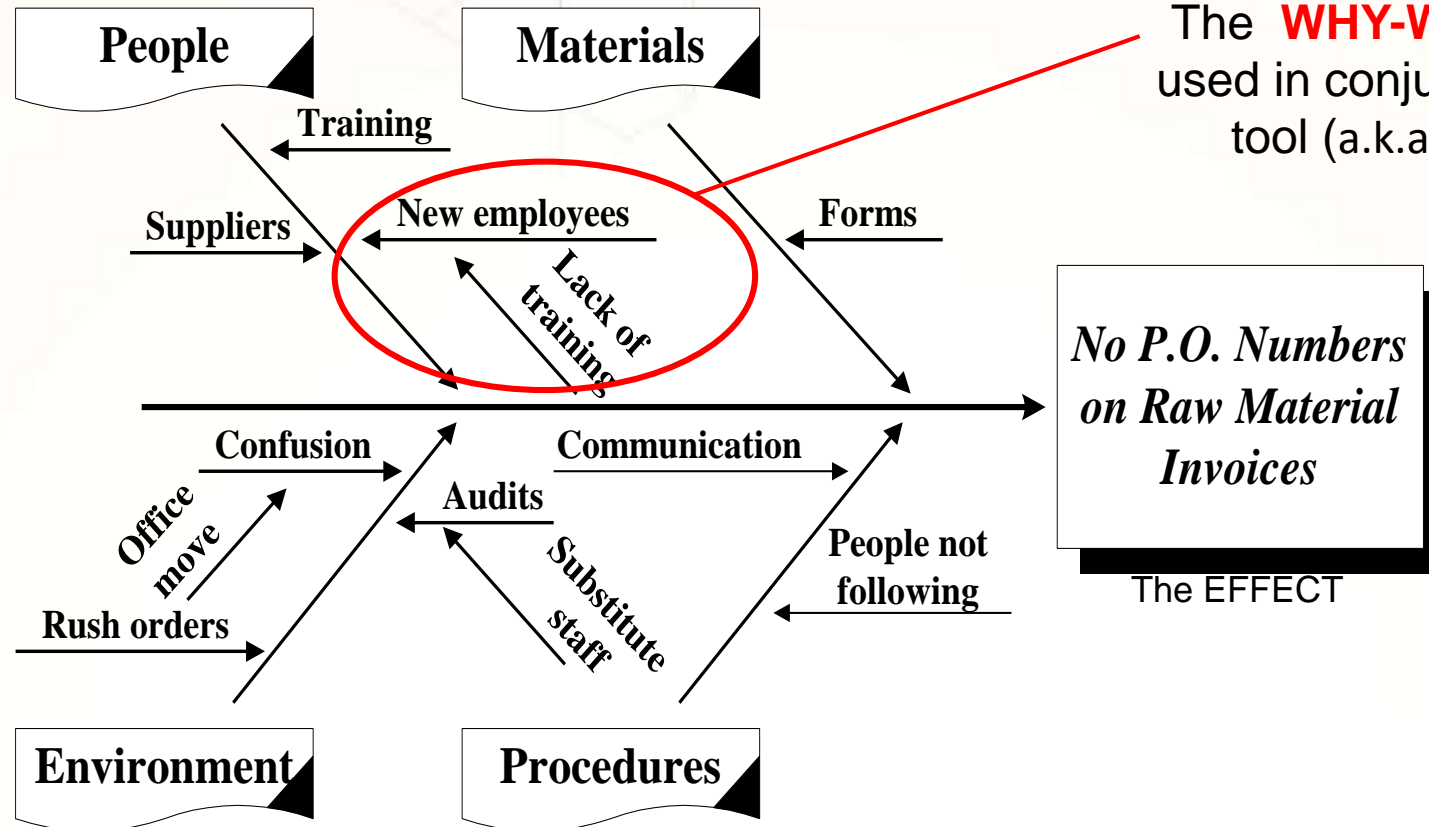 People
Materials
The WHY-W
used in conju
tool (a.k.a
Training
Suppliers
New employees
Forms
Lack of
training
No P.O. Numbers
on Raw Material
Invoices
The EFFECT
Confusion
Communication
Office
move
Audits
Substitute
staff
People not
following
Rush orders
Environment
Procedures